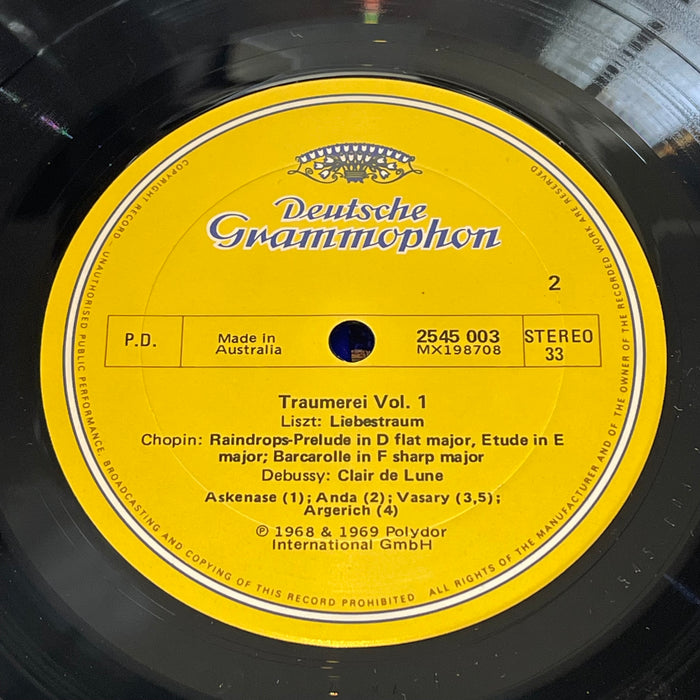 Deutsche
Grammophon
2
P.D.
Made in
Australia
2545 003
MX198708
STEREO
33
Traumerei Vol. 1
Liszt: Liebestraum
Chopin: Raindrops-Prelude in D flat major, Etude in E
major; Barcarolle in F sharp major
Debussy: Clair de Lune
Askenase (1); Anda (2); Vasary (3,5);
Argerich (4)
℗ 1968 & 1969 Polydor
International GmbH
COPYRIGHT RECORD - UNAUTHORISED PUBLIC PERFORMANCE, BROADCASTING AND COPYING OF THIS RECORD PROHIBITED ALL RIGHTS OF THE MANUFACTURER AND OF THE OWNER OF THE RECORDED WORK ARE RESERVED